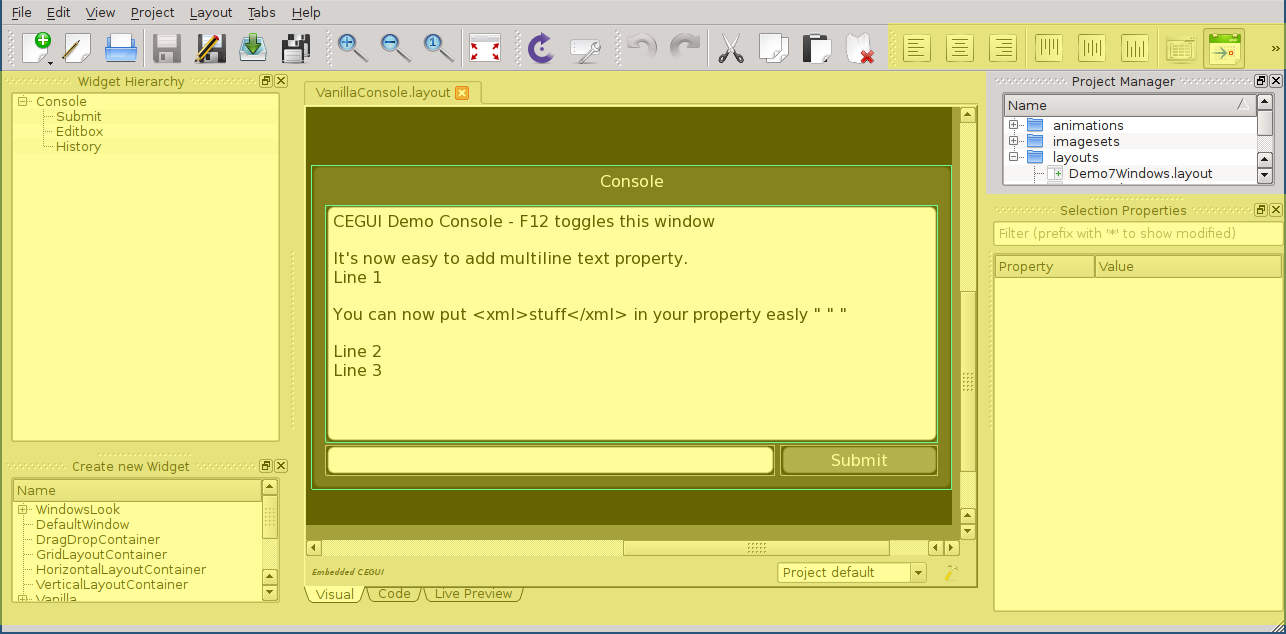 File Edit View Project Layout Tabs Help
1
»
Widget Hierarchy
Console
Submit
Editbox
History
Create new Widget
Name
WindowsLook
DefaultWindow
DragDropContainer
GridLayoutContainer
HorizontalLayoutContainer
VerticalLayoutContainer
Vanilla
VanillaConsole.layout
Console
CEGUI Demo Console - F12 toggles this window
It's now easy to add multiline text property.
Line 1
You can now put <xml>stuff</xml> in your property easly " " "
Line 2
Line 3
Submit
Embedded CEGUI
Project default
Visual Code Live Preview
Project Manager
Name
animations
imagesets
layouts
Demo7Windows.layout
Selection Properties
Filter (prefix with '*' to show modified)
Property Value